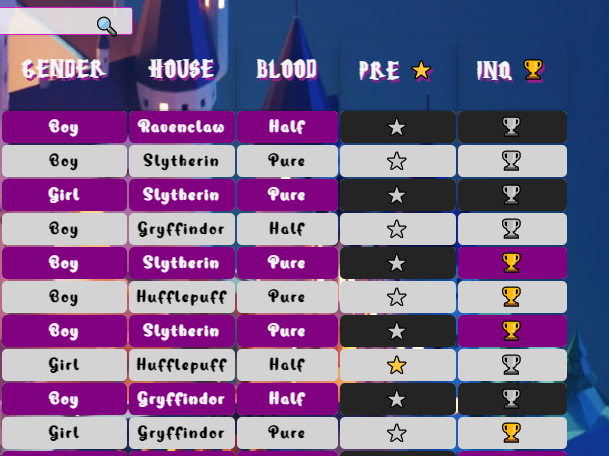 GENDER HOUSE BLOOD PRE ⭐ INQ 🏆
Boy Ravenclaw Half
Boy Slytherin Pure
Girl Slytherin Pure
Boy Gryffindor Half
Boy Slytherin Pure
Boy Hufflepuff Pure
Boy Slytherin Pure
Girl Hufflepuff Half
Boy Gryffindor Half
Girl Gryffindor Pure